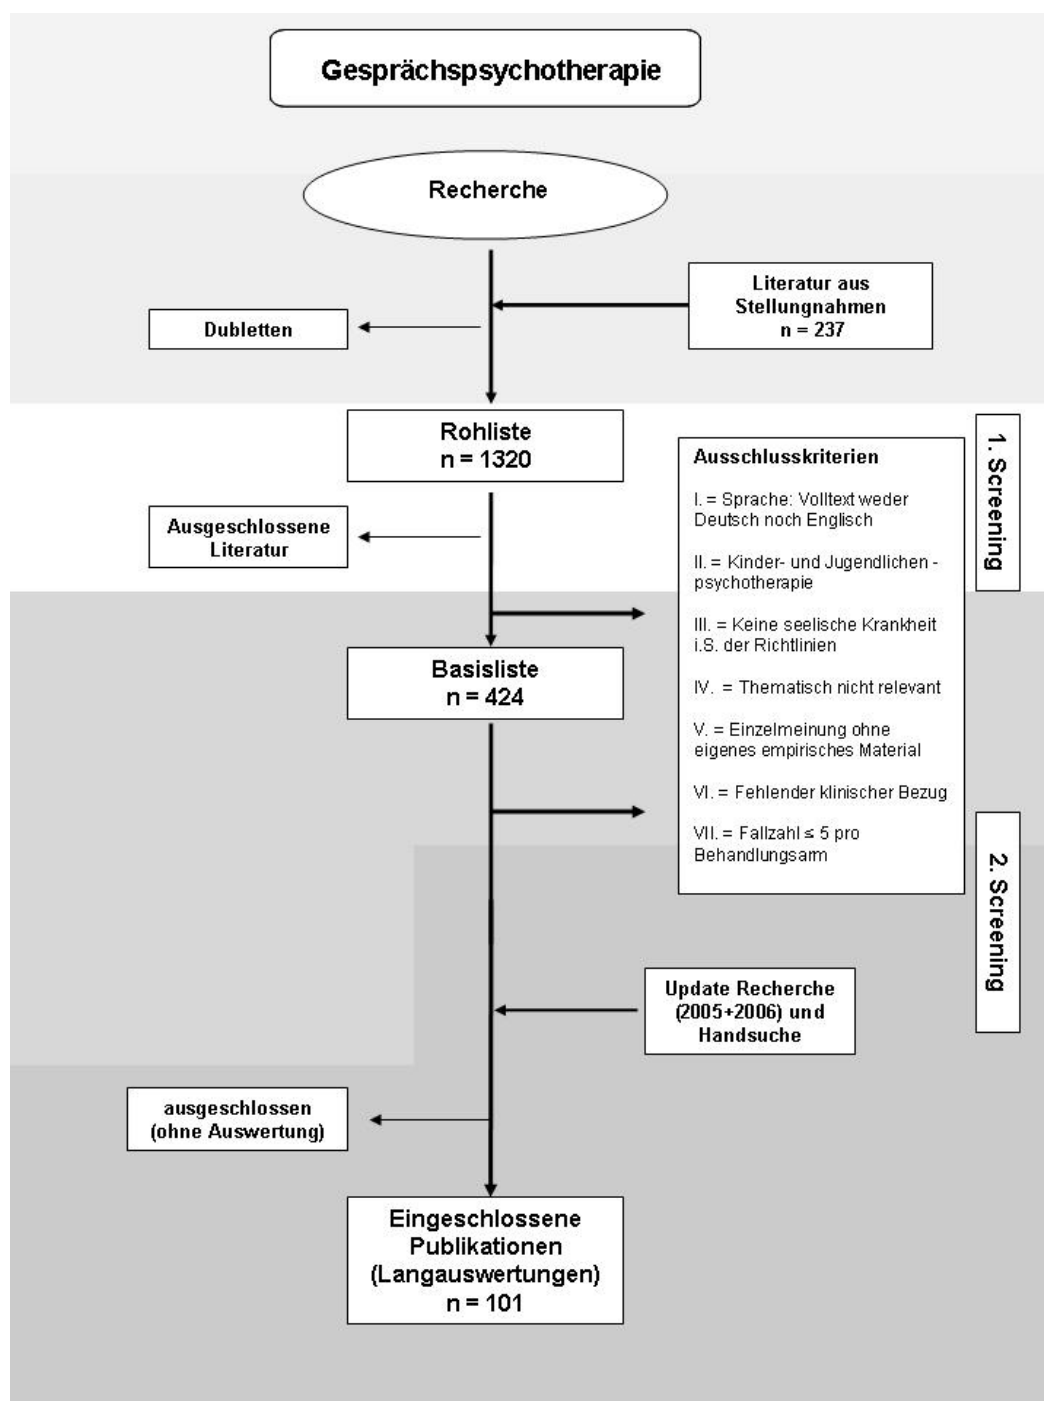 Gesprächspsychotherapie
Recherche
Literatur aus
Stellungnahmen
n = 237
Dubletten
Rohliste
n = 1320
1. Screening
Ausschlusskriterien
I. = Sprache: Volltext weder
Deutsch noch Englisch
II. = Kinder- und Jugendlichen -
psychotherapie
III. = Keine seelische Krankheit
i.S. der Richtlinien
IV. = Thematisch nicht relevant
V. = Einzelmeinung ohne
eigenes empirisches Material
VI. = Fehlender klinischer Bezug
VII. = Fallzahl ≤ 5 pro
Behandlungsarm
Ausgeschlossene
Literatur
Basisliste
n = 424
2. Screening
Update Recherche
(2005+2006) und
Handsuche
ausgeschlossen
(ohne Auswertung)
Eingeschlossene
Publikationen
(Langauswertungen)
n = 101